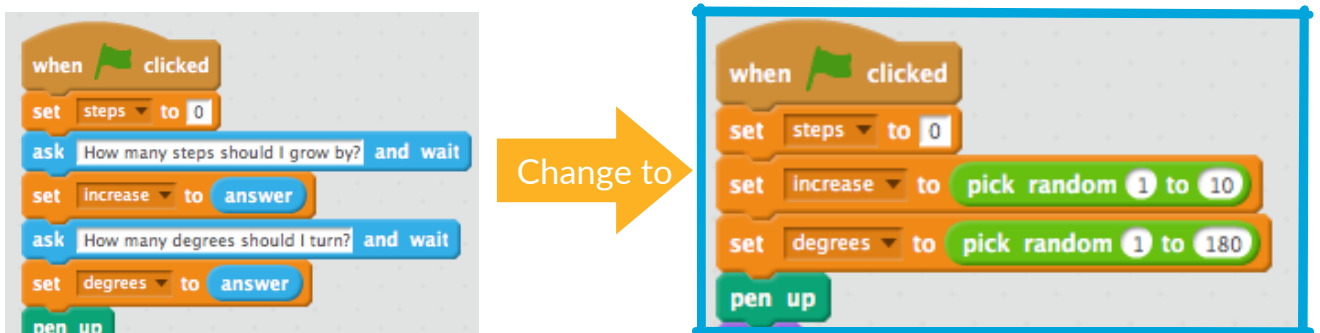 when clicked
set steps to 0
ask How many steps should I grow by? and wait
set increase to answer
ask How many degrees should I turn? and wait
set degrees to answer
pen up
Change to
when clicked
set steps to 0
set increase to pick random 1 to 10
set degrees to pick random 1 to 180
pen up